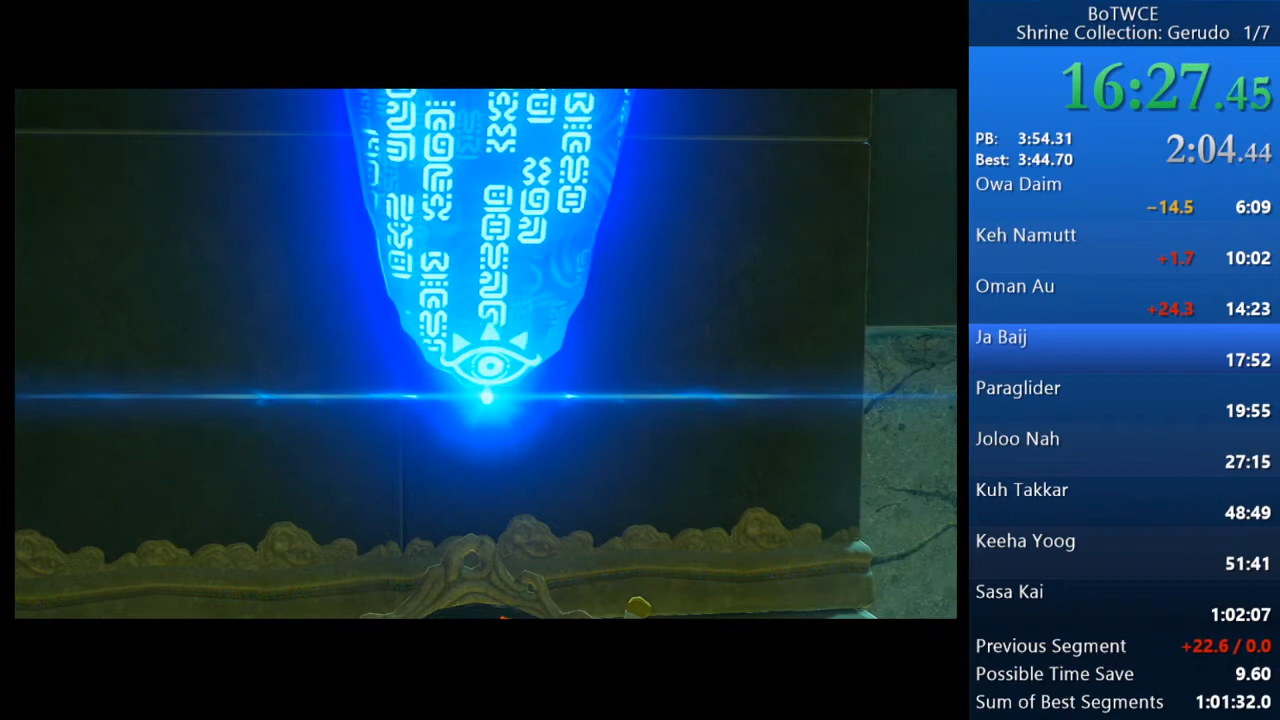 BoTWCE
Shrine Collection: Gerudo 1/7
16:27.45
PB: 3:54.31
Best: 3:44.70
2:04.44
Owa Daim
-14.5 6:09
Keh Namutt
+1.7 10:02
Oman Au
+24.3 14:23
Ja Baij
17:52
Paraglider
19:55
Joloo Nah
27:15
Kuh Takkar
48:49
Keeha Yoog
51:41
Sasa Kai
1:02:07
Previous Segment +22.6 / 0.0
Possible Time Save 9.60
Sum of Best Segments 1:01:32.0